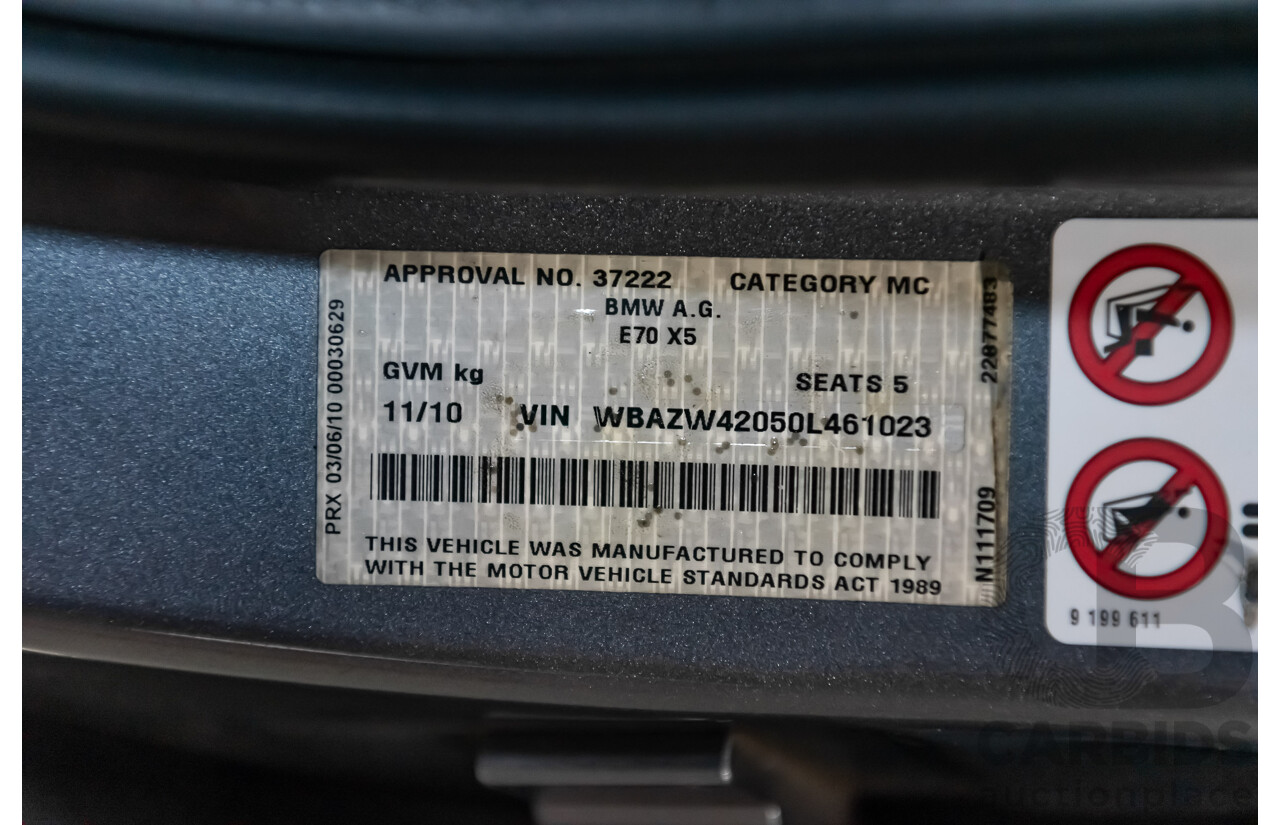 APPROVAL NO. 37222 CATEGORY MC
BMW A.G.
E70 X5
GVM kg SEATS 5
11/10 VIN WBAZW42050L461023
THIS VEHICLE WAS MANUFACTURED TO COMPLY
WITH THE MOTOR VEHICLE STANDARDS ACT 1989
PRX 03/06/10 00030629
22877483
N111709
9 199 611
B
CARBIDS
auctionplace